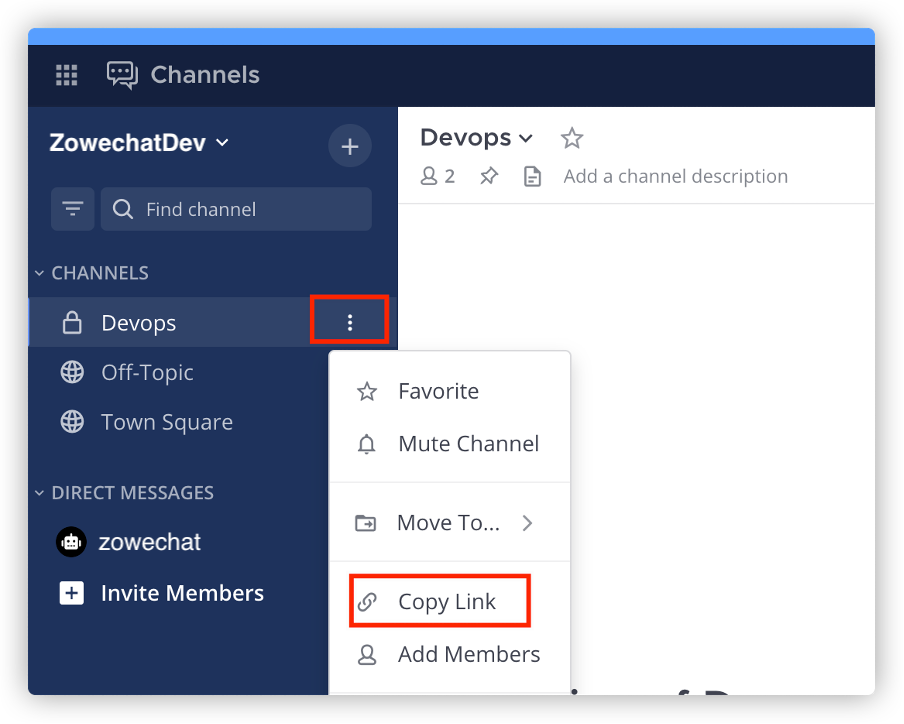 Channels
ZowechatDev
Find channel
CHANNELS
Devops
Off-Topic
Town Square
DIRECT MESSAGES
zowechat
Invite Members
Devops
2
Add a channel description
Favorite
Mute Channel
Move To...
Copy Link
Add Members